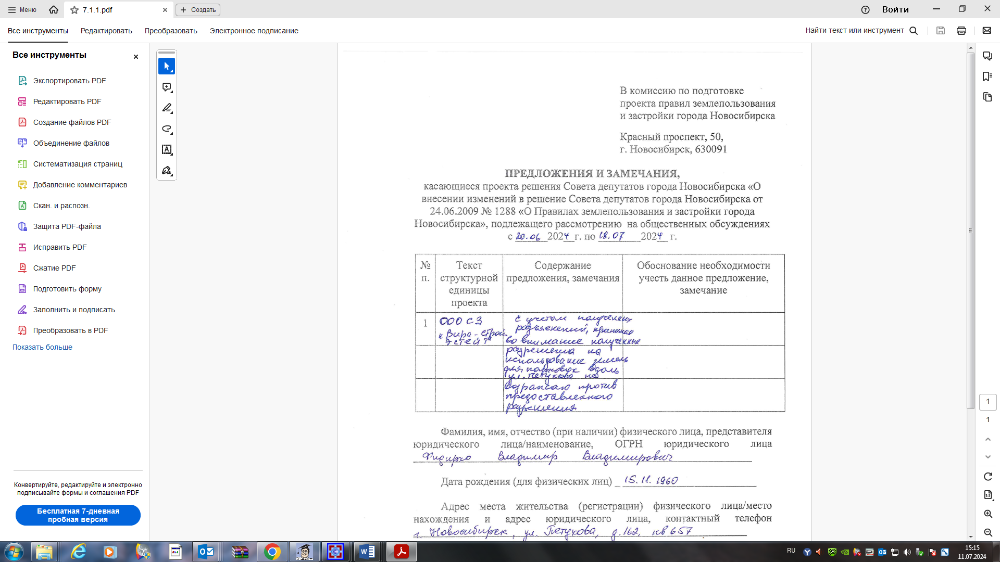 Меню
7.1.1.pdf
Создать
Войти
Все инструменты
Редактировать
Преобразовать
Электронное подписание
Найти текст или инструмент
Все инструменты
Экспортировать PDF
Редактировать PDF
Создание файлов PDF
Объединение файлов
Систематизация страниц
Добавление комментариев
Скан. и распозн.
Защита PDF-файла
Исправить PDF
Сжатие PDF
Подготовить форму
Заполнить и подписать
Преобразовать в PDF
Показать больше
Конвертируйте, редактируйте и электронно
подписывайте формы и соглашения PDF
Бесплатная 7-дневная
пробная версия
В комиссию по подготовке
проекта правил землепользования
и застройки города Новосибирска
Красный проспект, 50,
г. Новосибирск, 630091
ПРЕДЛОЖЕНИЯ И ЗАМЕЧАНИЯ,
касающиеся проекта решения Совета депутатов города Новосибирска «О
внесении изменений в решение Совета депутатов города Новосибирска от
24.06.2009 № 1288 «О Правилах землепользования и застройки города
Новосибирска», подлежащего рассмотрению на общественных обсуждениях
с 20.06 2024 г. по 18.07 2024 г.
№ п.
Текст структурной единицы проекта
Содержание предложения, замечания
Обоснование необходимости учесть данное предложение, замечание
1
ООО СЗ
«Вира-Строй-
Эстейт"
с учетом полученных
разъяснений, принимая
во внимание полученные
разрешения на
использование земель
для парковок вдоль
ул. Петухова не
возражаю против
предоставленного
разрешения
Фамилия, имя, отчество (при наличии) физического лица, представителя
юридического лица/наименование, ОГРН юридического лица
Владимир Владимирович
Дата рождения (для физических лиц) 15.11.1960
Адрес места жительства (регистрации) физического лица/место
нахождения и адрес юридического лица, контактный телефон
г. Новосибирск, ул. Петухова, д.162, кв 657
1
1
RU
15:15
11.07.2024